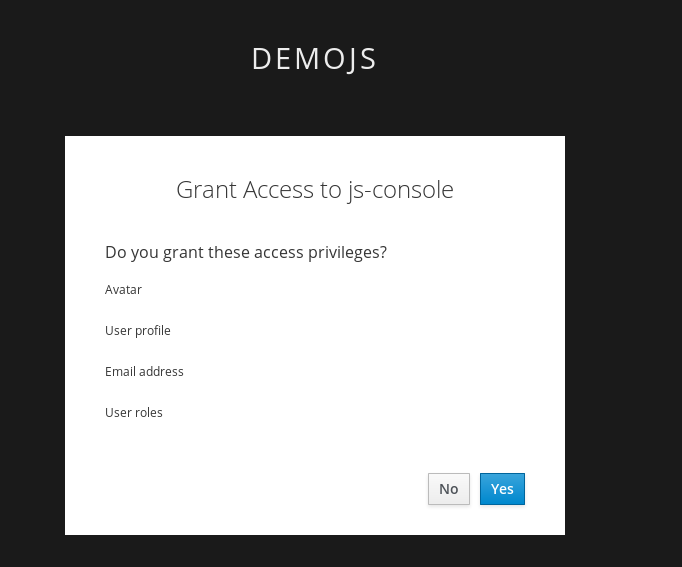 DEMOJS
Grant Access to js-console
Do you grant these access privileges?
Avatar
User profile
Email address
User roles
No Yes